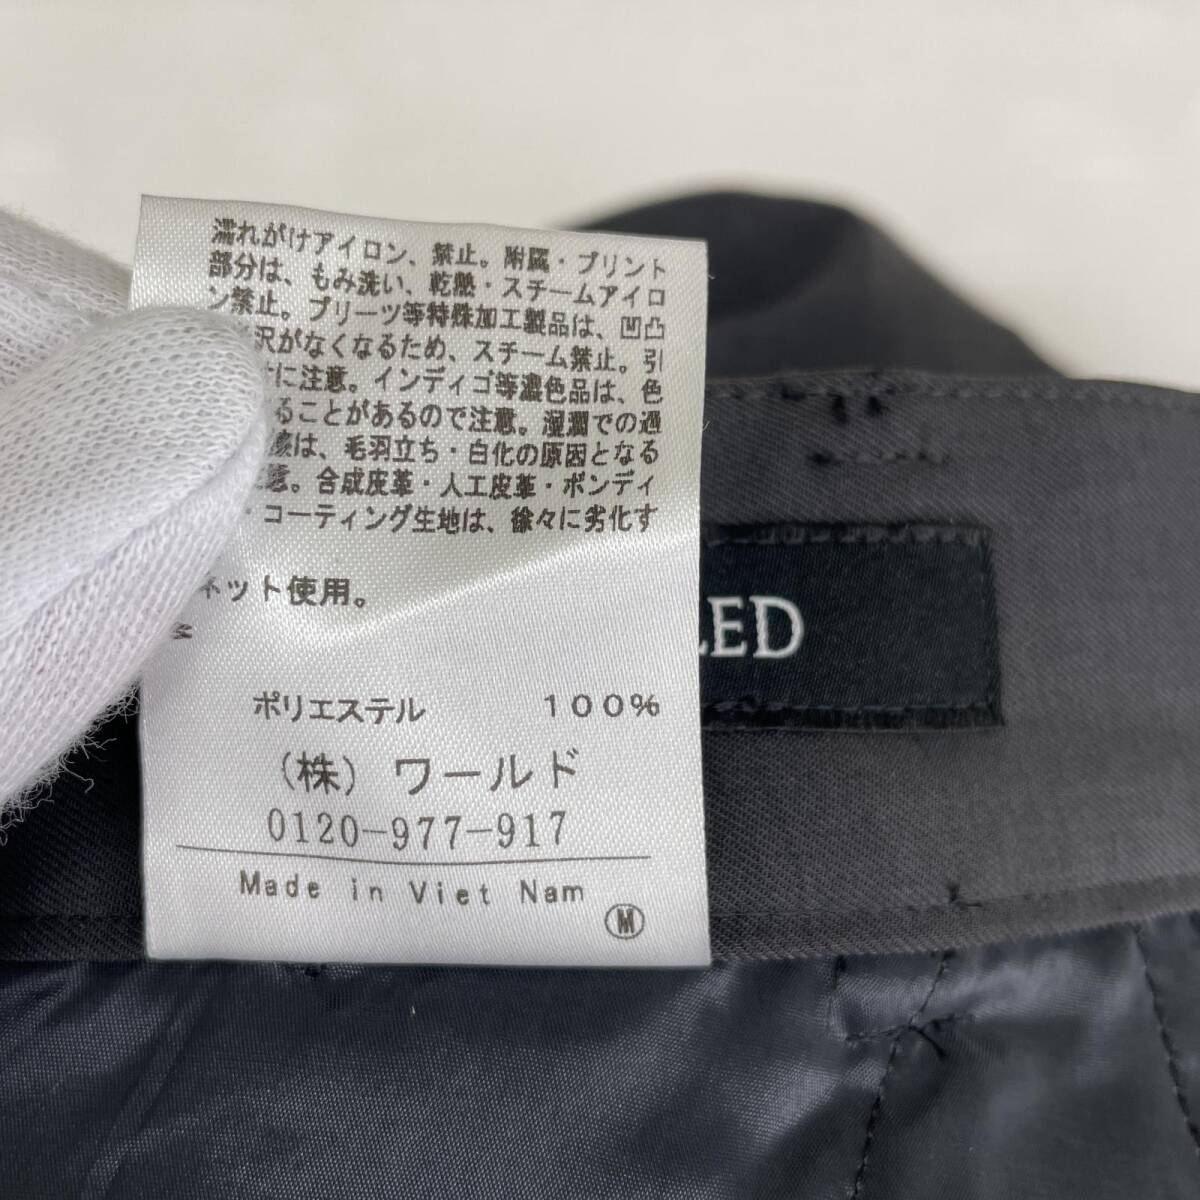 濡れがけアイロン、禁止。附属・プリント
部分は、もみ洗い、乾熱・スチームアイロ
ン禁止。プリーツ等特殊加工製品は、凹凸
沢がなくなるため、スチーム禁止。引
に注意。インディゴ等濃色品は、色
ることがあるので注意。湿潤での過
は、毛羽立ち・白化の原因となる
意。合成皮革・人工皮革・ボンディ
・コーティング生地は、徐々に劣化す
ネット使用。
ポリエステル 100%
(株)ワールド
0120-977-917
Made in Viet Nam
M
LED